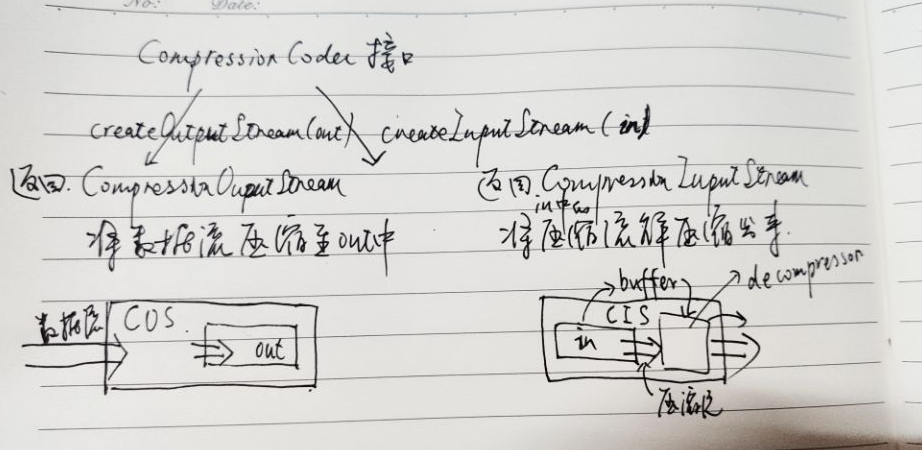 No: Date:
CompressionCodec 接口
createOutputStream(out) createInputStream(in)
返回. CompressionOuputStream
将数据流压缩至out中
返回 CompressionInputStream
将in中的压缩流解压缩出来.
数据流
COS.
out
buffer
decompressor
CIS
in
压缩流